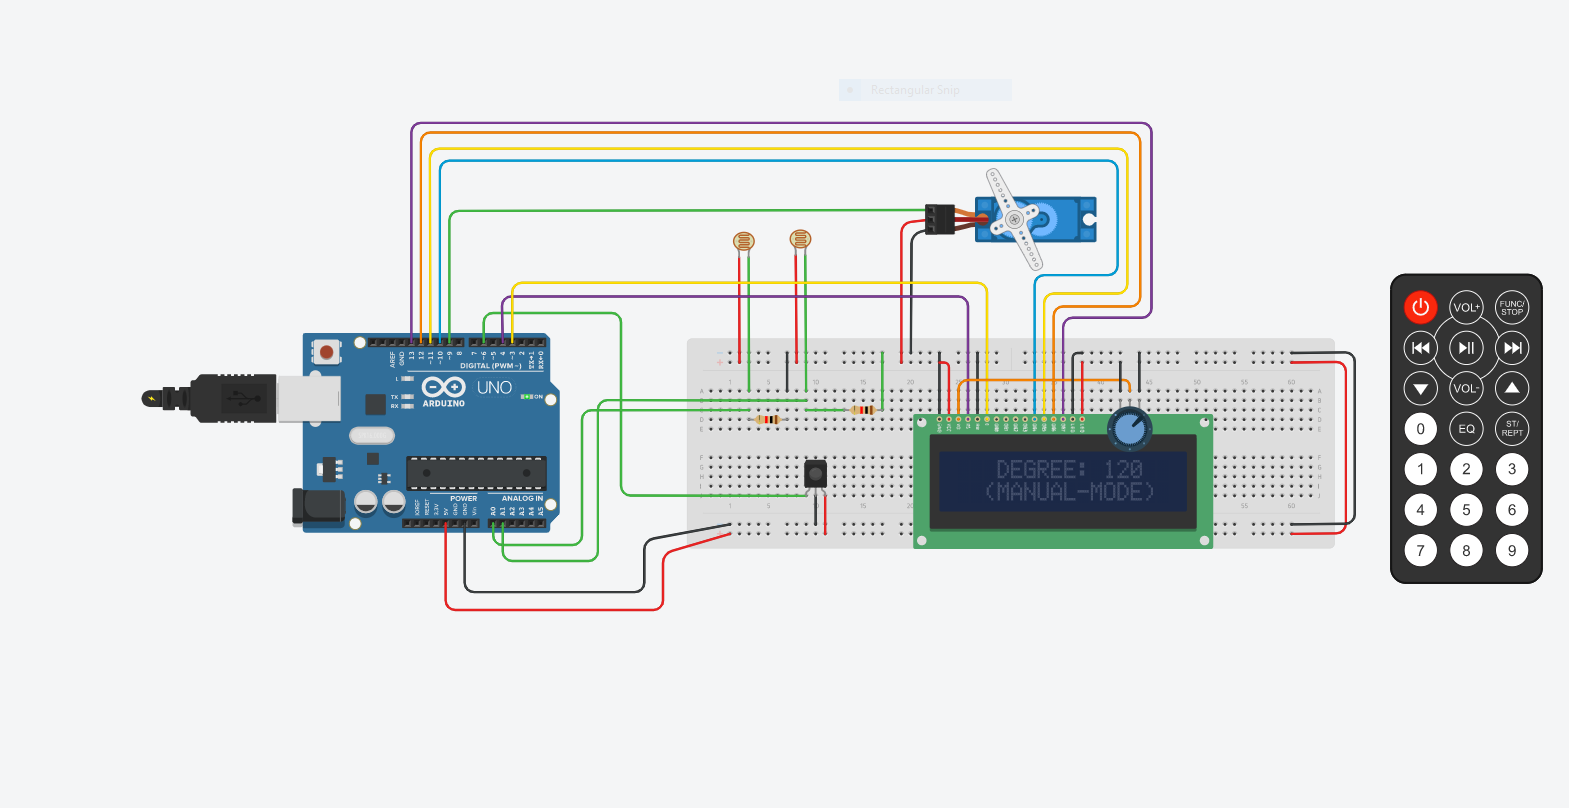 Rectangular Snip
AREF
GND
13
12
~11
~10
~9
8
7
~6
~5
4
~3
2
TX→1
RX←0
DIGITAL (PWM~)
L
TX
RX
ARDUINO
UNO
ON
POWER
ANALOG IN
IOREF
RESET
3.3V
5V
GND
GND
Vin
A0
A1
A2
A3
A4
A5
DEGREE: 120
(MANUAL-MODE)
VOL+
FUNC/
STOP
VOL-
0
EQ
ST/
REPT
1
2
3
4
5
6
7
8
9